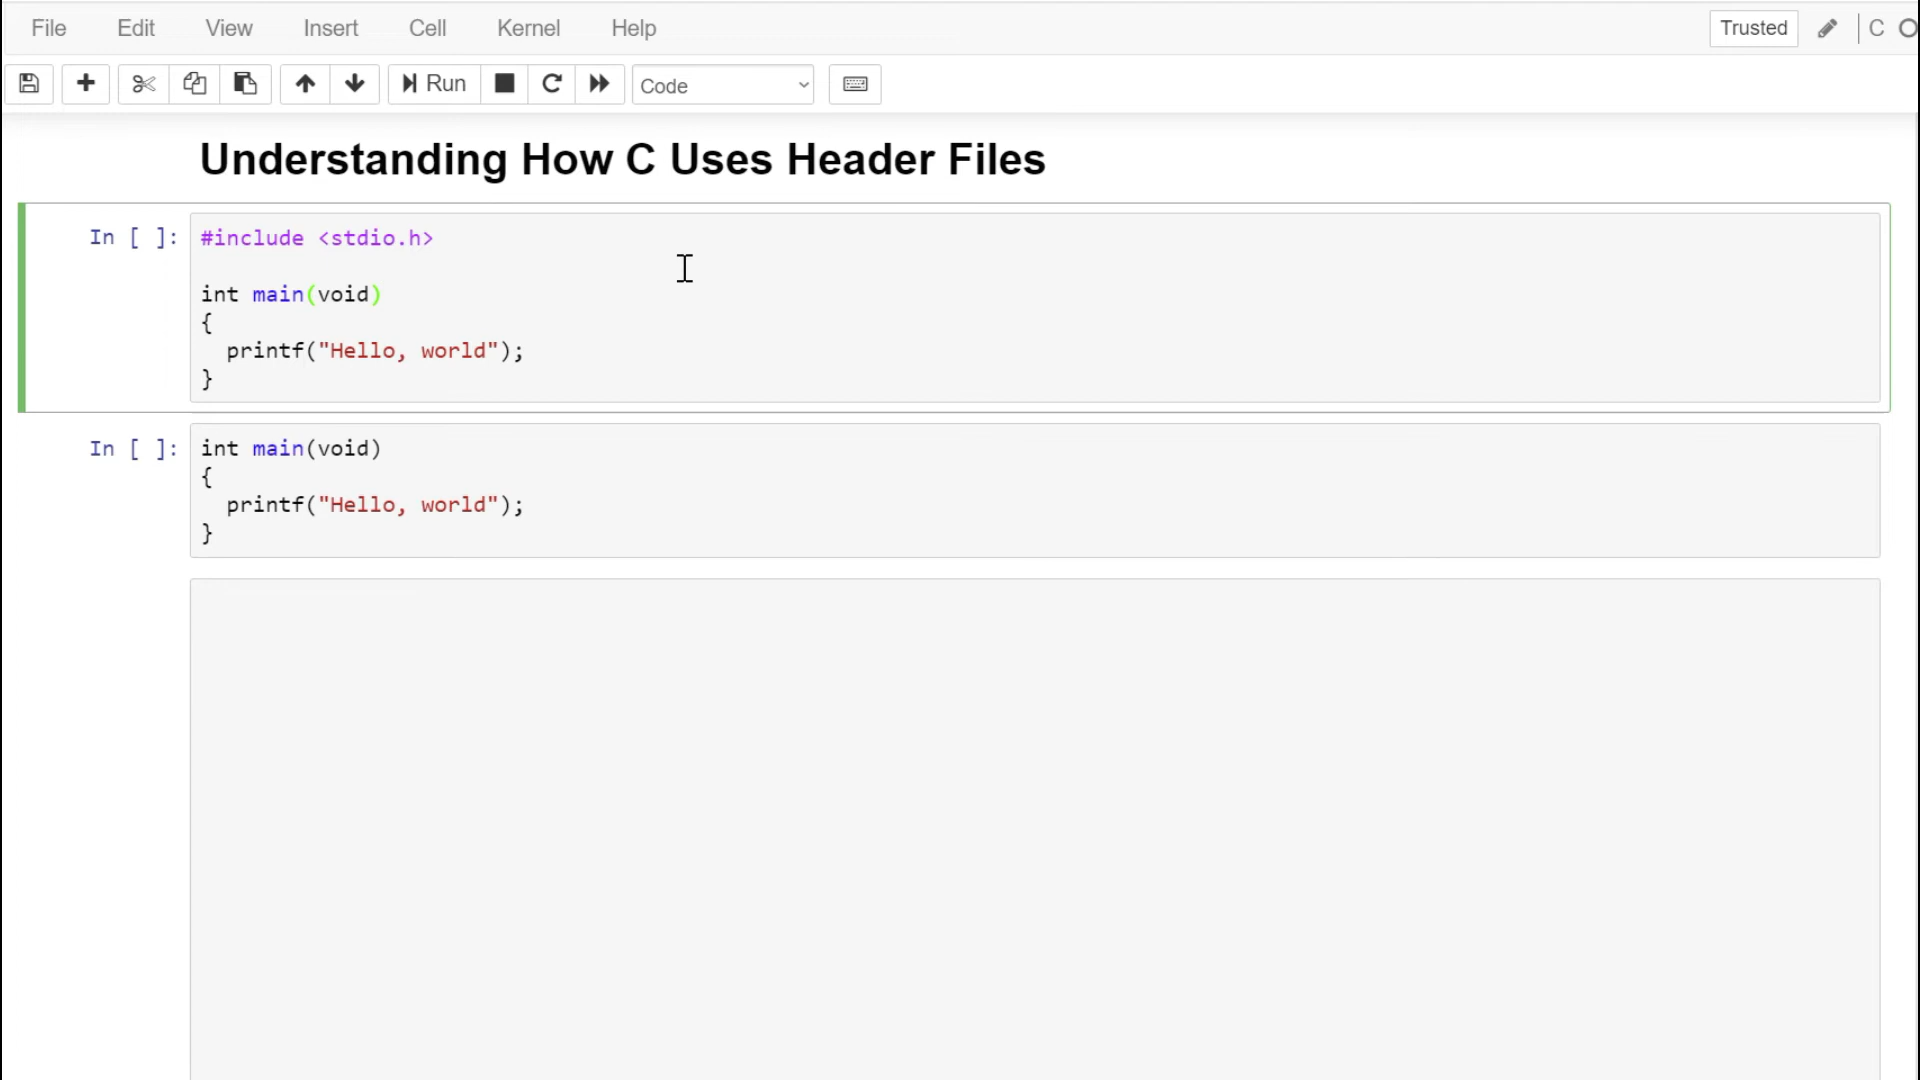 File Edit View Insert Cell Kernel Help Trusted C
Run Code
Understanding How C Uses Header Files
In [ ]: #include <stdio.h>
int main(void)
{
printf("Hello, world");
}
In [ ]: int main(void)
{
printf("Hello, world");
}